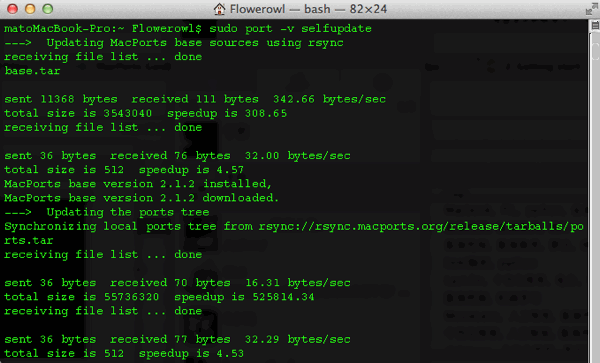 Flowerowl — bash — 82×24
matoMacBook-Pro:~ Flowerowl$ sudo port -v selfupdate
--->  Updating MacPorts base sources using rsync
receiving file list ... done
base.tar
sent 11368 bytes  received 111 bytes  342.66 bytes/sec
total size is 3543040  speedup is 308.65
receiving file list ... done
sent 36 bytes  received 76 bytes  32.00 bytes/sec
total size is 512  speedup is 4.57
MacPorts base version 2.1.2 installed,
MacPorts base version 2.1.2 downloaded.
--->  Updating the ports tree
Synchronizing local ports tree from rsync://rsync.macports.org/release/tarballs/po
rts.tar
receiving file list ... done
sent 36 bytes  received 70 bytes  16.31 bytes/sec
total size is 55736320  speedup is 525814.34
receiving file list ... done
sent 36 bytes  received 77 bytes  32.29 bytes/sec
total size is 512  speedup is 4.53